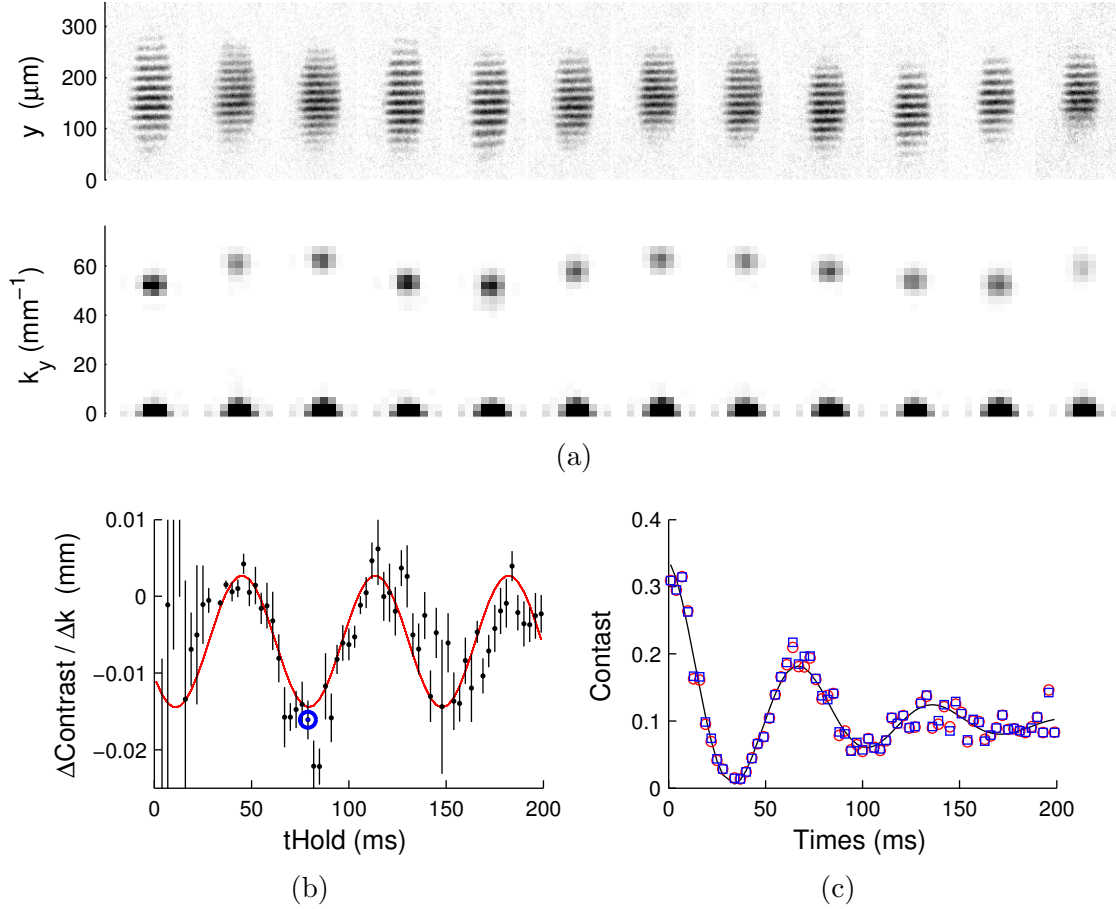 300
200
100
0
y (μm)
60
40
20
0
k_y (mm⁻¹)
(a)
0.01
0
−0.01
−0.02
ΔContrast / Δk (mm)
0 50 100 150 200
tHold (ms)
(b)
0.4
0.3
0.2
0.1
0
Contast
0 50 100 150 200
Times (ms)
(c)